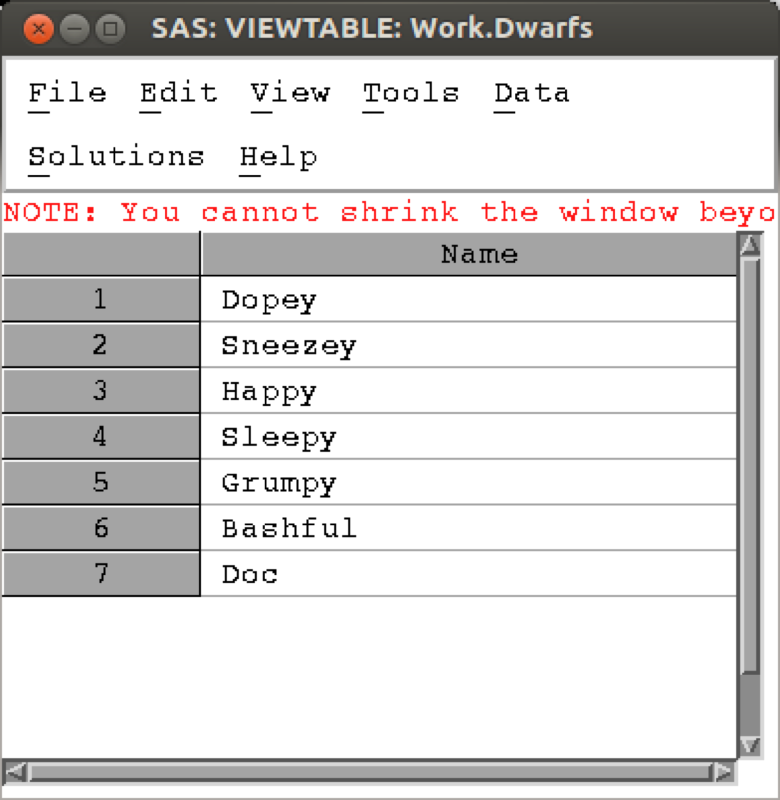 SAS: VIEWTABLE: Work.Dwarfs
File Edit View Tools Data
Solutions Help
NOTE: You cannot shrink the window beyo
Name
1 Dopey
2 Sneezey
3 Happy
4 Sleepy
5 Grumpy
6 Bashful
7 Doc